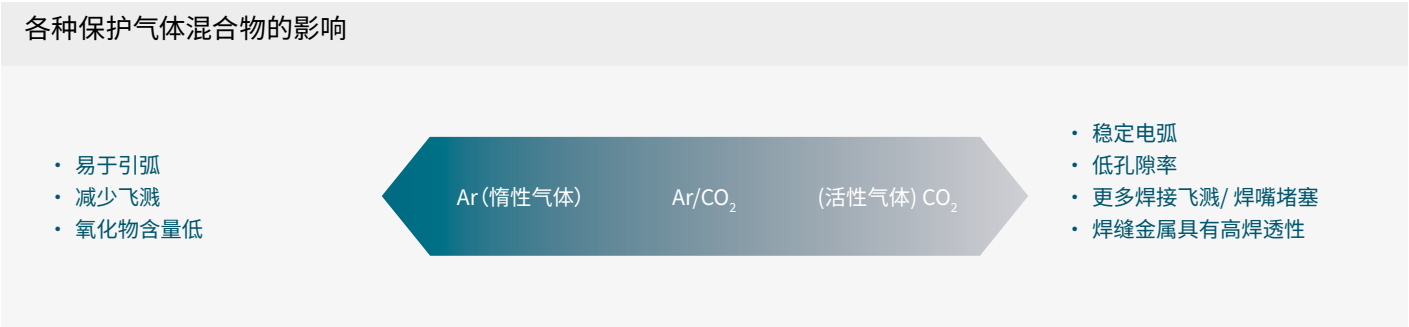 各种保护气体混合物的影响
• 易于引弧
• 减少飞溅
• 氧化物含量低
Ar（惰性气体） Ar/CO₂ (活性气体) CO₂
• 稳定电弧
• 低孔隙率
• 更多焊接飞溅/ 焊嘴堵塞
• 焊缝金属具有高焊透性